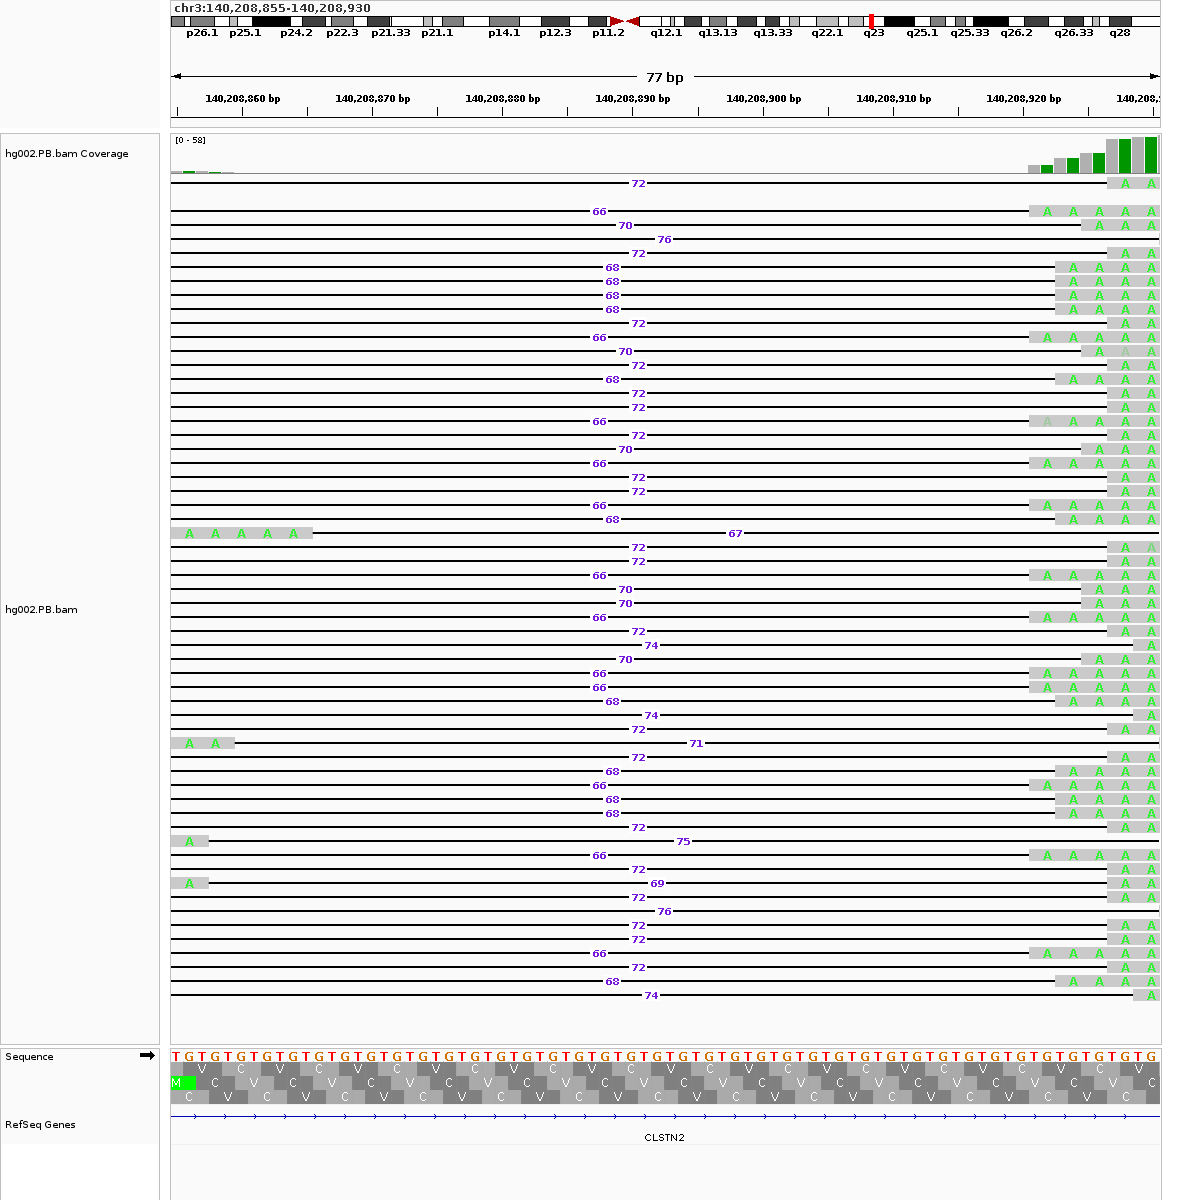 chr3:140,208,855-140,208,930
p26.1 p25.1 p24.2 p22.3 p21.33 p21.1 p14.1 p12.3 p11.2 q12.1 q13.13 q13.33 q22.1 q23 q25.1 q25.33 q26.2 q26.33 q28
77 bp
140,208,860 bp 140,208,870 bp 140,208,880 bp 140,208,890 bp 140,208,900 bp 140,208,910 bp 140,208,920 bp 140,208,9
hg002.PB.bam Coverage
[0 - 58]
72 A A
66 A A A A A
70 A A A
76
72 A A
68 A A A A
68 A A A A
68 A A A A
68 A A A A
72 A A
66 A A A A A
70 A A A
72 A A
68 A A A A
72 A A
72 A A
66 A A A A A
72 A A
70 A A A
66 A A A A A
72 A A
72 A A
66 A A A A A
68 A A A A
A A A A A 67
72 A A
72 A A
66 A A A A A
70 A A A
70 A A A
hg002.PB.bam
66 A A A A A
72 A A
74 A
70 A A A
66 A A A A A
66 A A A A A
68 A A A A
74 A
72 A A
A A 71
72 A A
68 A A A A
66 A A A A A
68 A A A A
68 A A A A
72 A A
A 75
66 A A A A A
72 A A
A 69 A A
72 A A
76
72 A A
72 A A
66 A A A A A
72 A A
68 A A A A
74 A
Sequence
T G T G T G T G T G T G T G T G T G T G T G T G T G T G T G T G T G T G T G T G T G T G T G T G T G T G T G T G T G T G T G T G T G T G T G T G T G T G
V C V C V C V C V C V C V C V C V C V C V C V C V
M C V C V C V C V C V C V C V C V C V C V C V C V C
C V C V C V C V C V C V C V C V C V C V C V C V C
RefSeq Genes
CLSTN2